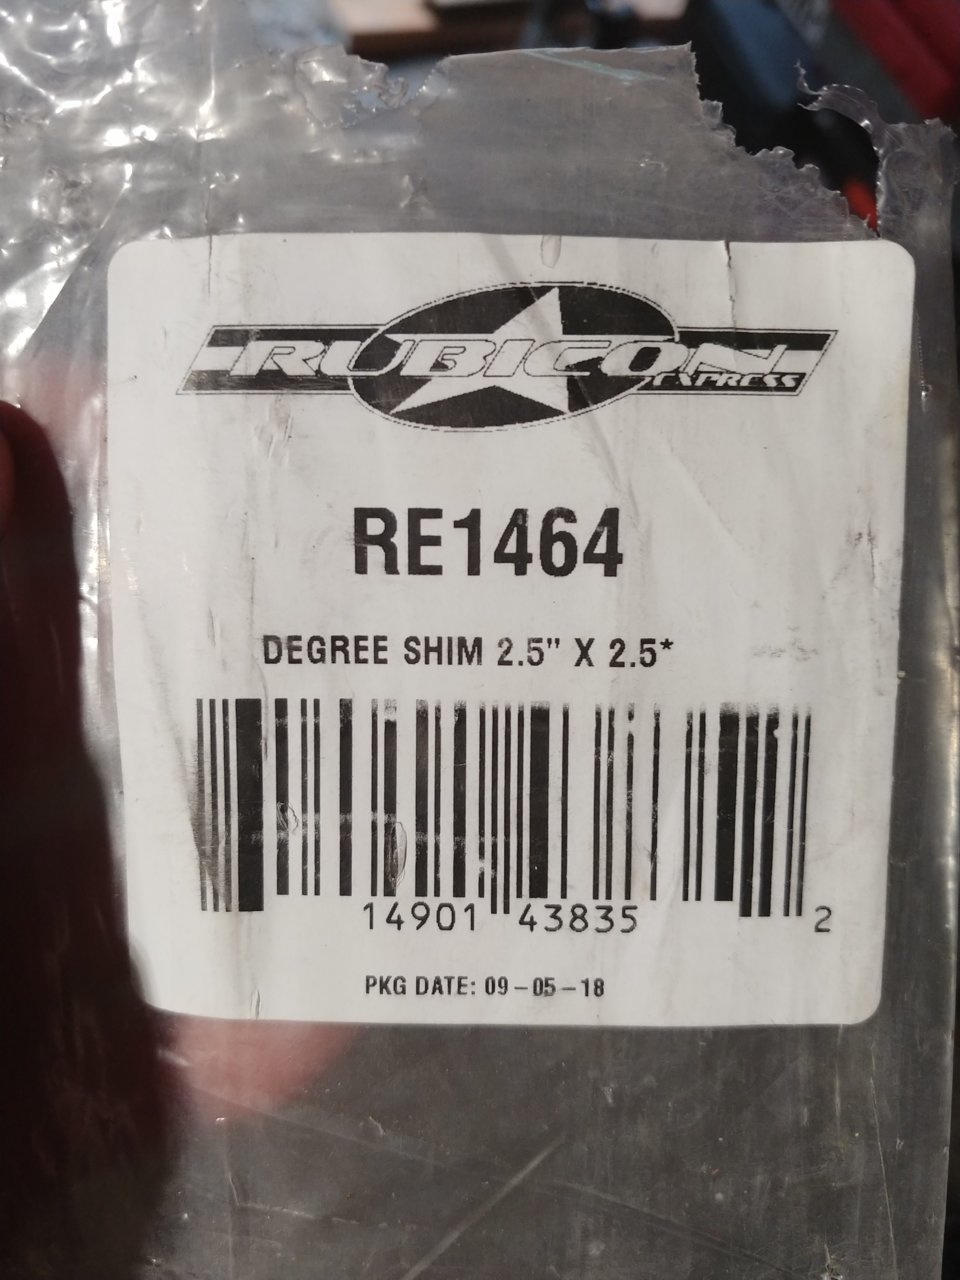 RUBICON
EXPRESS
RE1464
DEGREE SHIM 2.5" X 2.5*
14901 43835 2
PKG DATE: 09-05-18